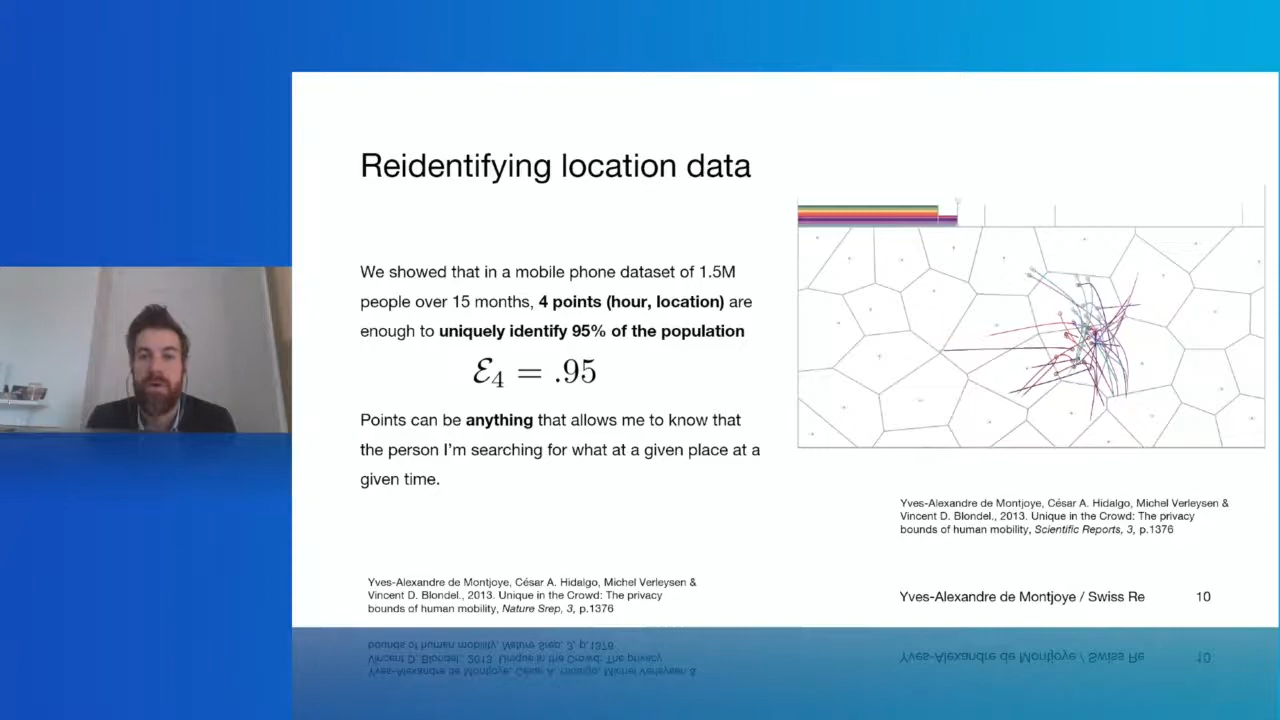 Reidentifying location data
We showed that in a mobile phone dataset of 1.5M
people over 15 months, 4 points (hour, location) are
enough to uniquely identify 95% of the population
ℰ₄ = .95
Points can be anything that allows me to know that
the person I'm searching for what at a given place at a
given time.
Yves-Alexandre de Montjoye, César A. Hidalgo, Michel Verleysen &
Vincent D. Blondel., 2013. Unique in the Crowd: The privacy
bounds of human mobility, Scientific Reports, 3, p.1376
Yves-Alexandre de Montjoye, César A. Hidalgo, Michel Verleysen &
Vincent D. Blondel., 2013. Unique in the Crowd: The privacy
bounds of human mobility, Nature Srep, 3, p.1376
Yves-Alexandre de Montjoye / Swiss Re 10